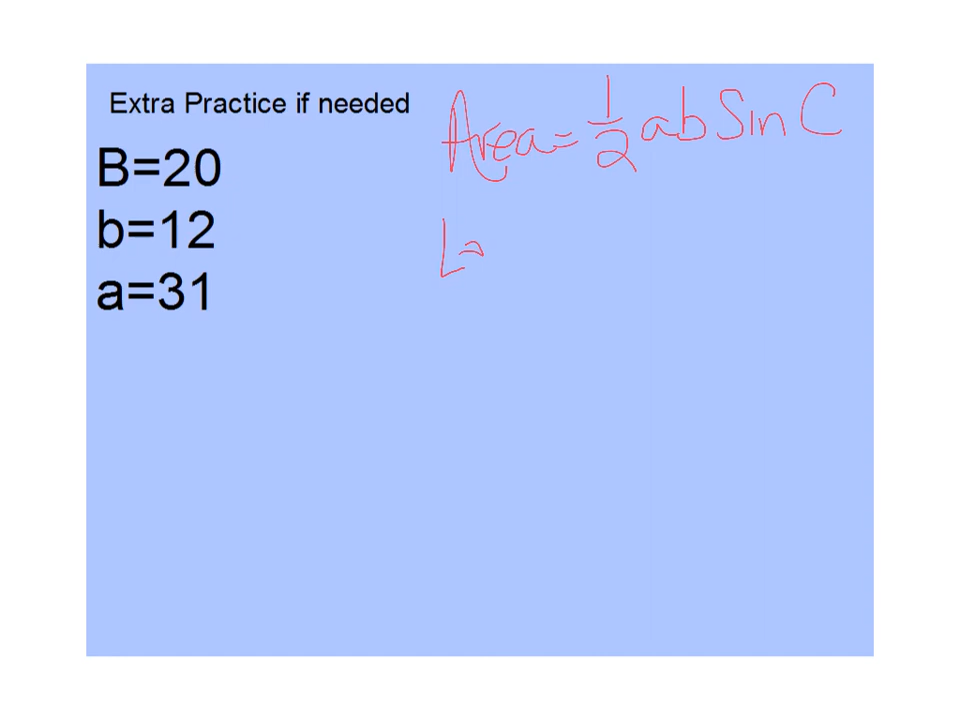 Extra Practice if needed
Area = 1/2 ab Sin C
B=20
b=12
a=31